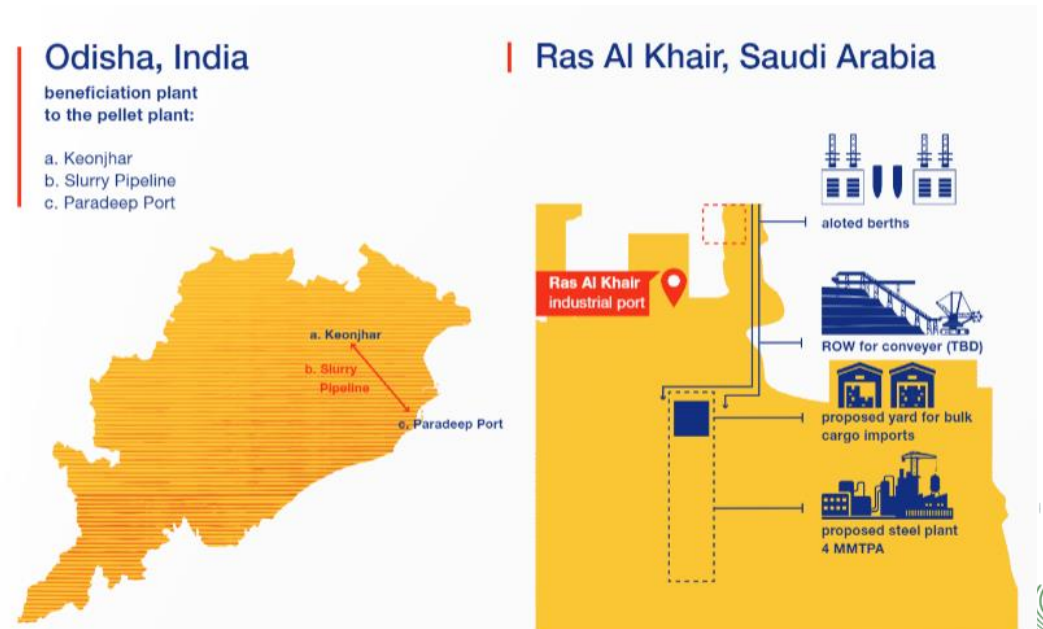 Odisha, India
beneficiation plant
to the pellet plant:
a. Keonjhar
b. Slurry Pipeline
c. Paradeep Port
a. Keonjhar
b. Slurry
Pipeline
c. Paradeep Port
Ras Al Khair, Saudi Arabia
aloted berths
Ras Al Khair
industrial port
ROW for conveyer (TBD)
proposed yard for bulk
cargo imports
proposed steel plant
4 MMTPA